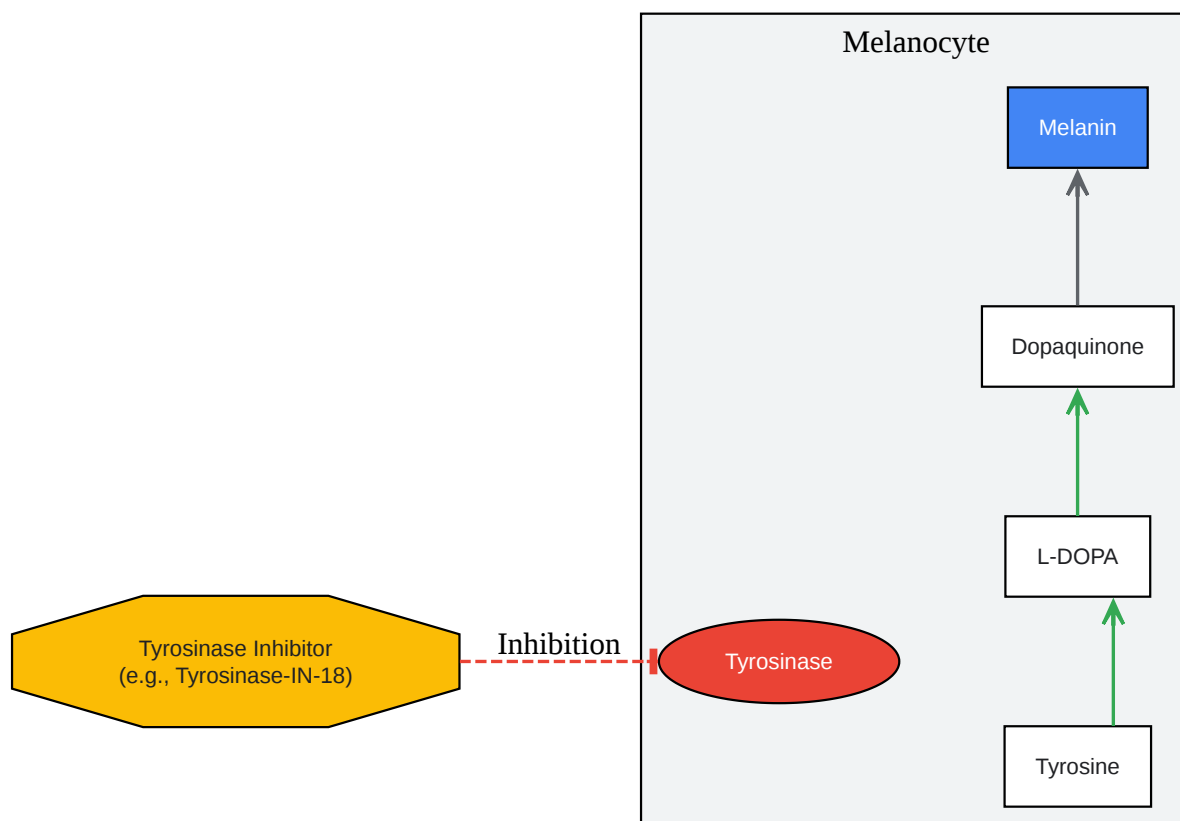 Melanocyte
Melanin
Dopaquinone
L-DOPA
Tyrosinase Inhibitor
(e.g., Tyrosinase-IN-18)
Inhibition
Tyrosinase
Tyrosine